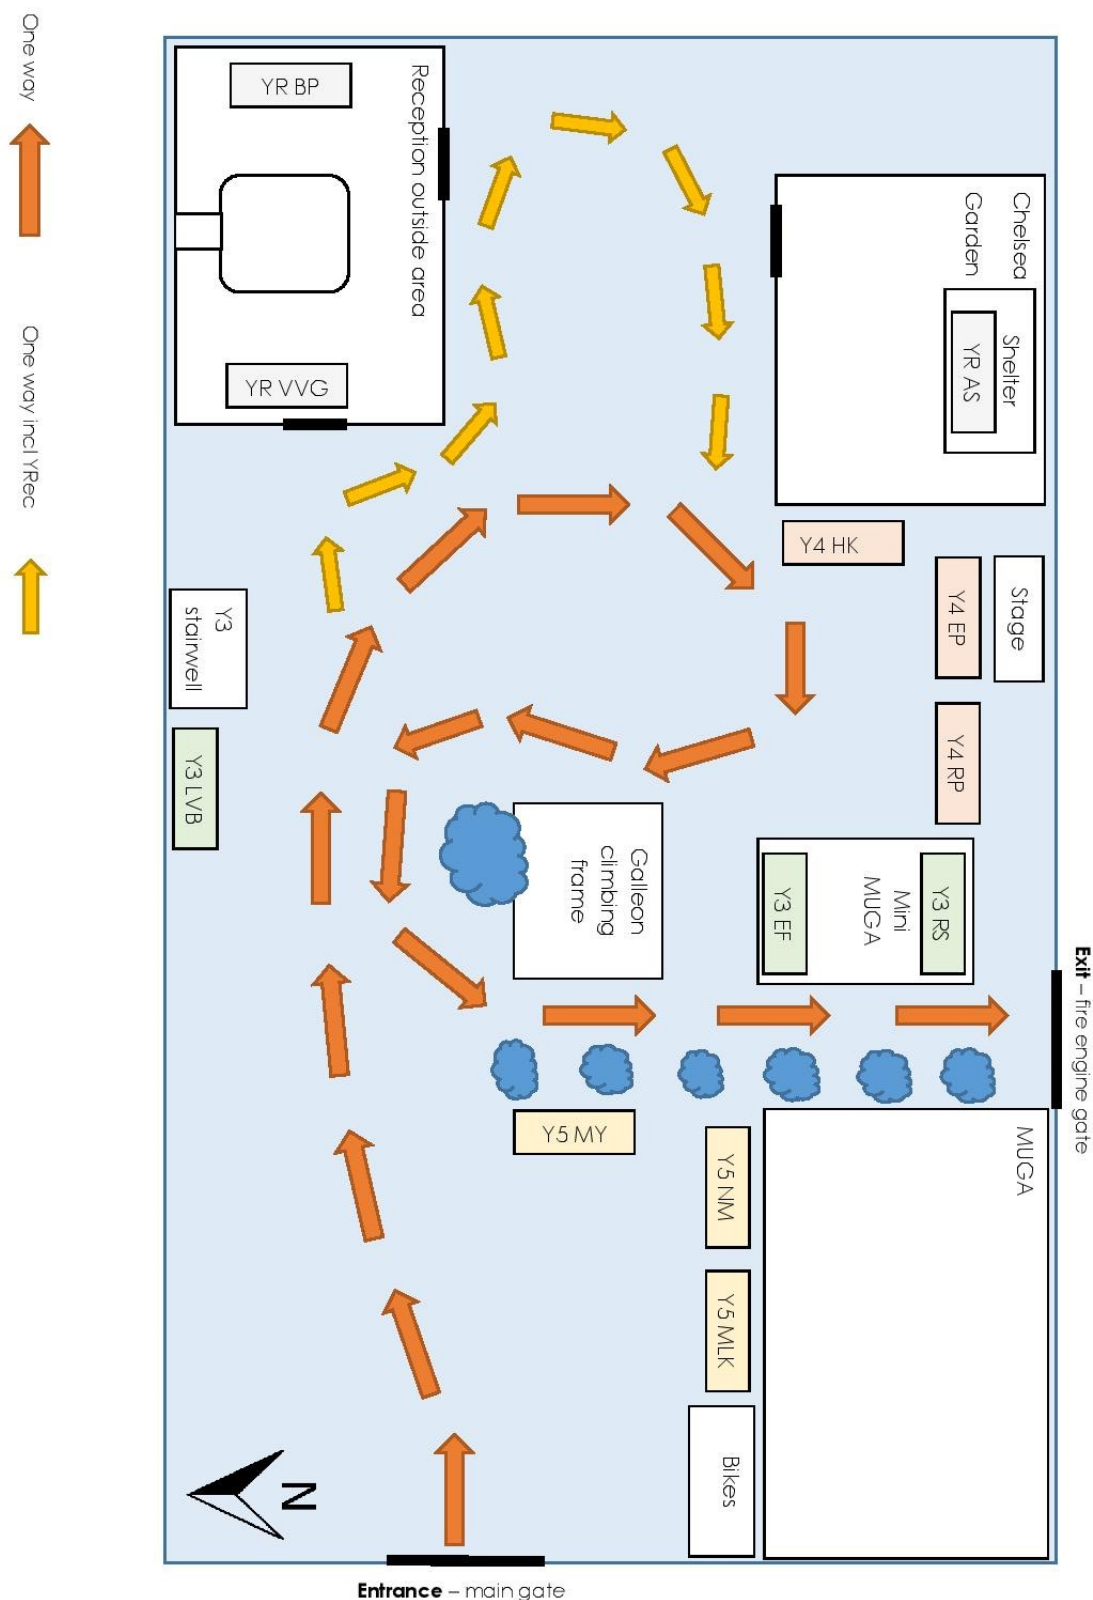 One way
One way incl YRec
YR BP
Reception outside area
YR VVG
Chelsea
Garden
Shelter
YR AS
Y4 HK
Y4 EP
Stage
Y4 RP
Y3
stairwell
Y3 LVB
Galleon
climbing
frame
Y3 EF
Mini
MUGA
Y3 RS
Exit – fire engine gate
MUGA
Y5 MY
Y5 NM
Y5 MLK
Bikes
N
Entrance – main gate